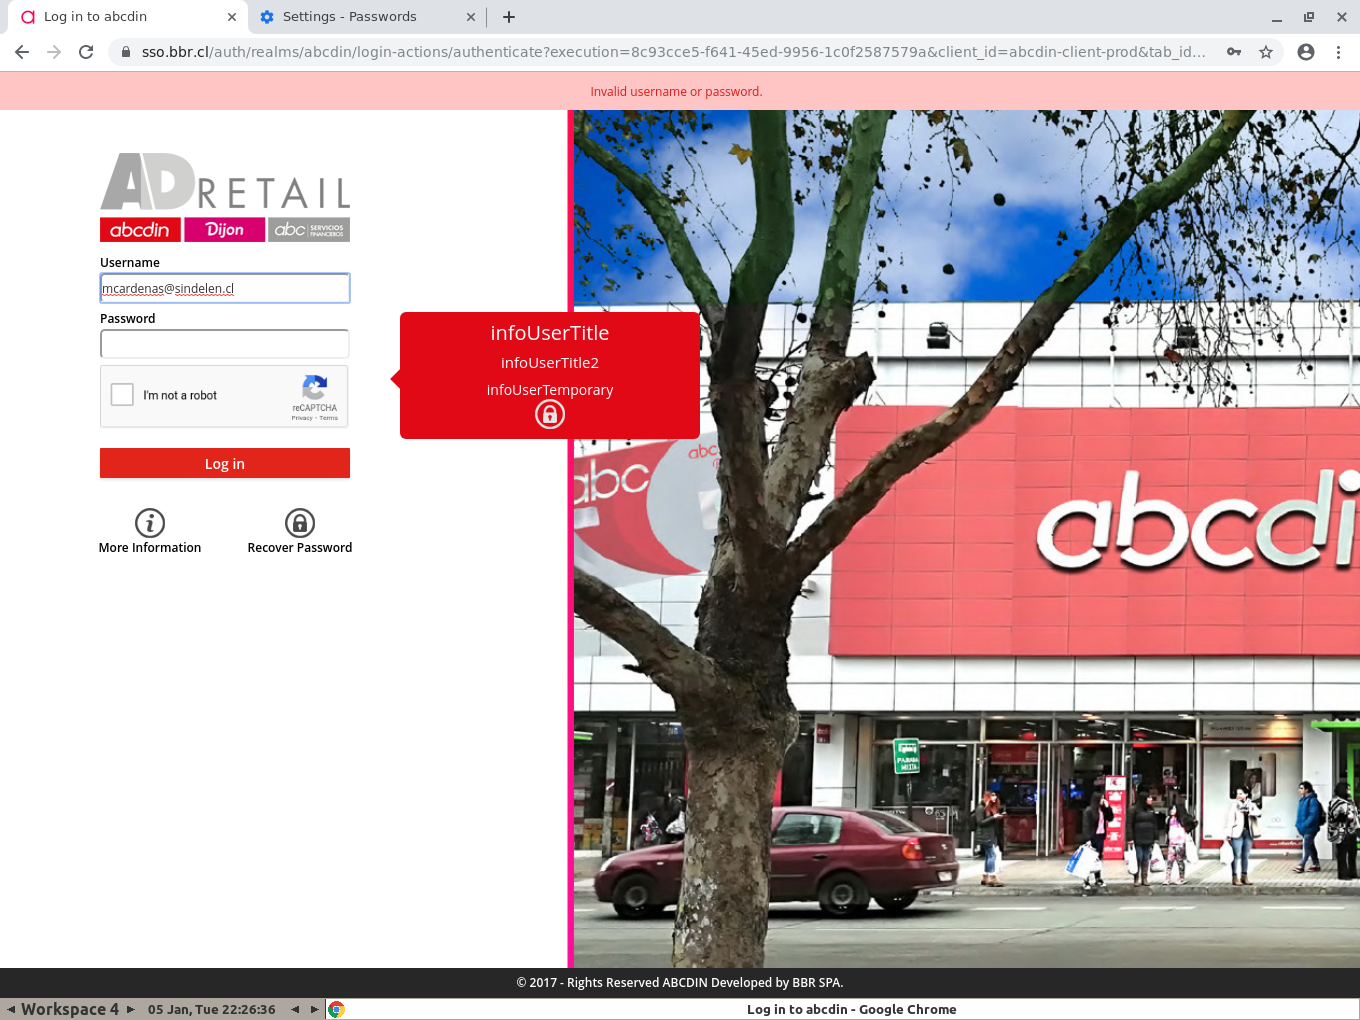 Log in to abcdin
Settings - Passwords
sso.bbr.cl/auth/realms/abcdin/login-actions/authenticate?execution=8c93cce5-f641-45ed-9956-1c0f2587579a&client_id=abcdin-client-prod&tab_id...
Invalid username or password.
AD RETAIL
abcdin
Dijon
abc SERVICIOS FINANCIEROS
Username
mcardenas@sindelen.cl
Password
I'm not a robot
reCAPTCHA
Privacy - Terms
infoUserTitle
infoUserTitle2
infoUserTemporary
Log in
More Information
Recover Password
abc
abc
abcdi
PARADA
© 2017 - Rights Reserved ABCDIN Developed by BBR SPA.
Workspace 4
05 Jan, Tue 22:26:36
Log in to abcdin - Google Chrome